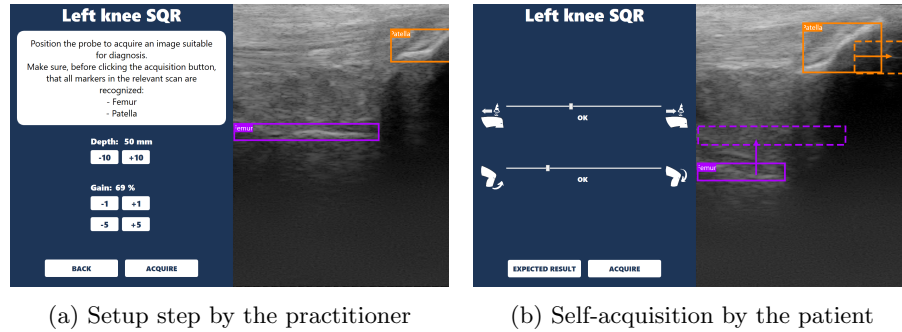 Left knee SQR
Position the probe to acquire an image suitable
for diagnosis.
Make sure, before clicking the acquisition button,
that all markers in the relevant scan are
recognized:
- Femur
- Patella
Depth: 50 mm
-10 +10
Gain: 69 %
-1 +1
-5 +5
BACK ACQUIRE
Patella
Femur
(a) Setup step by the practitioner
Left knee SQR
OK
OK
EXPECTED RESULT ACQUIRE
Patella
Femur
(b) Self-acquisition by the patient